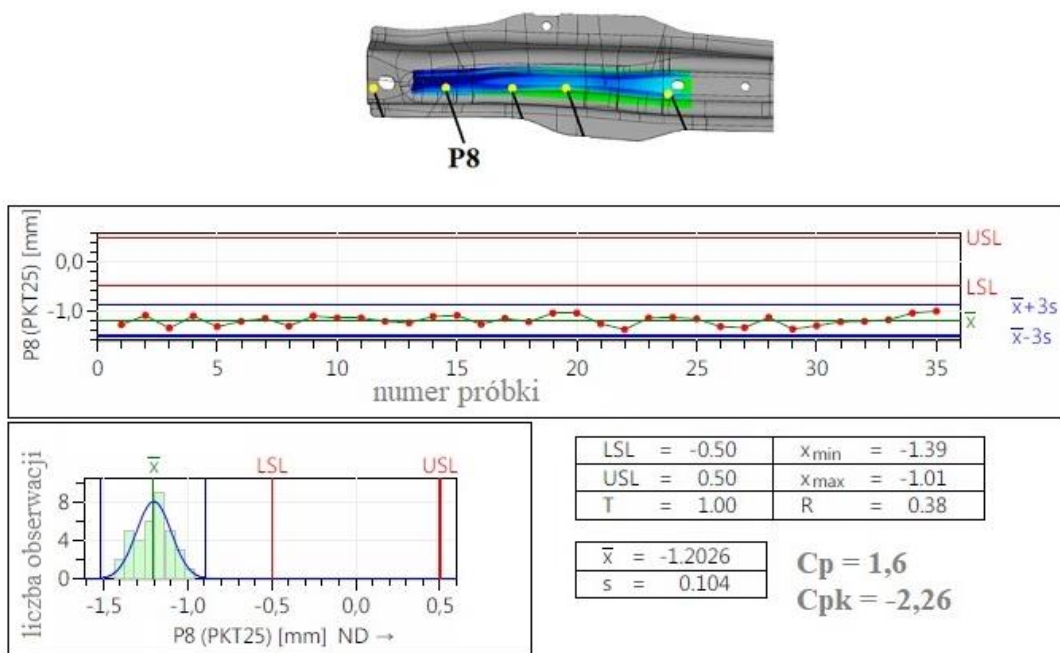 P8
P8 (PKT25) [mm]
0,0
-1,0
USL
LSL
x̅+3s
x̅
x̅-3s
0 5 10 15 20 25 30 35
numer próbki
liczba obserwacji
x̅ LSL USL
8
4
0
-1,5 -1,0 -0,5 0,0 0,5
P8 (PKT25) [mm] ND →
LSL = -0.50 x min = -1.39
USL = 0.50 x max = -1.01
T = 1.00 R = 0.38
x̅ = -1.2026
s = 0.104
Cp = 1,6
Cpk = -2,26